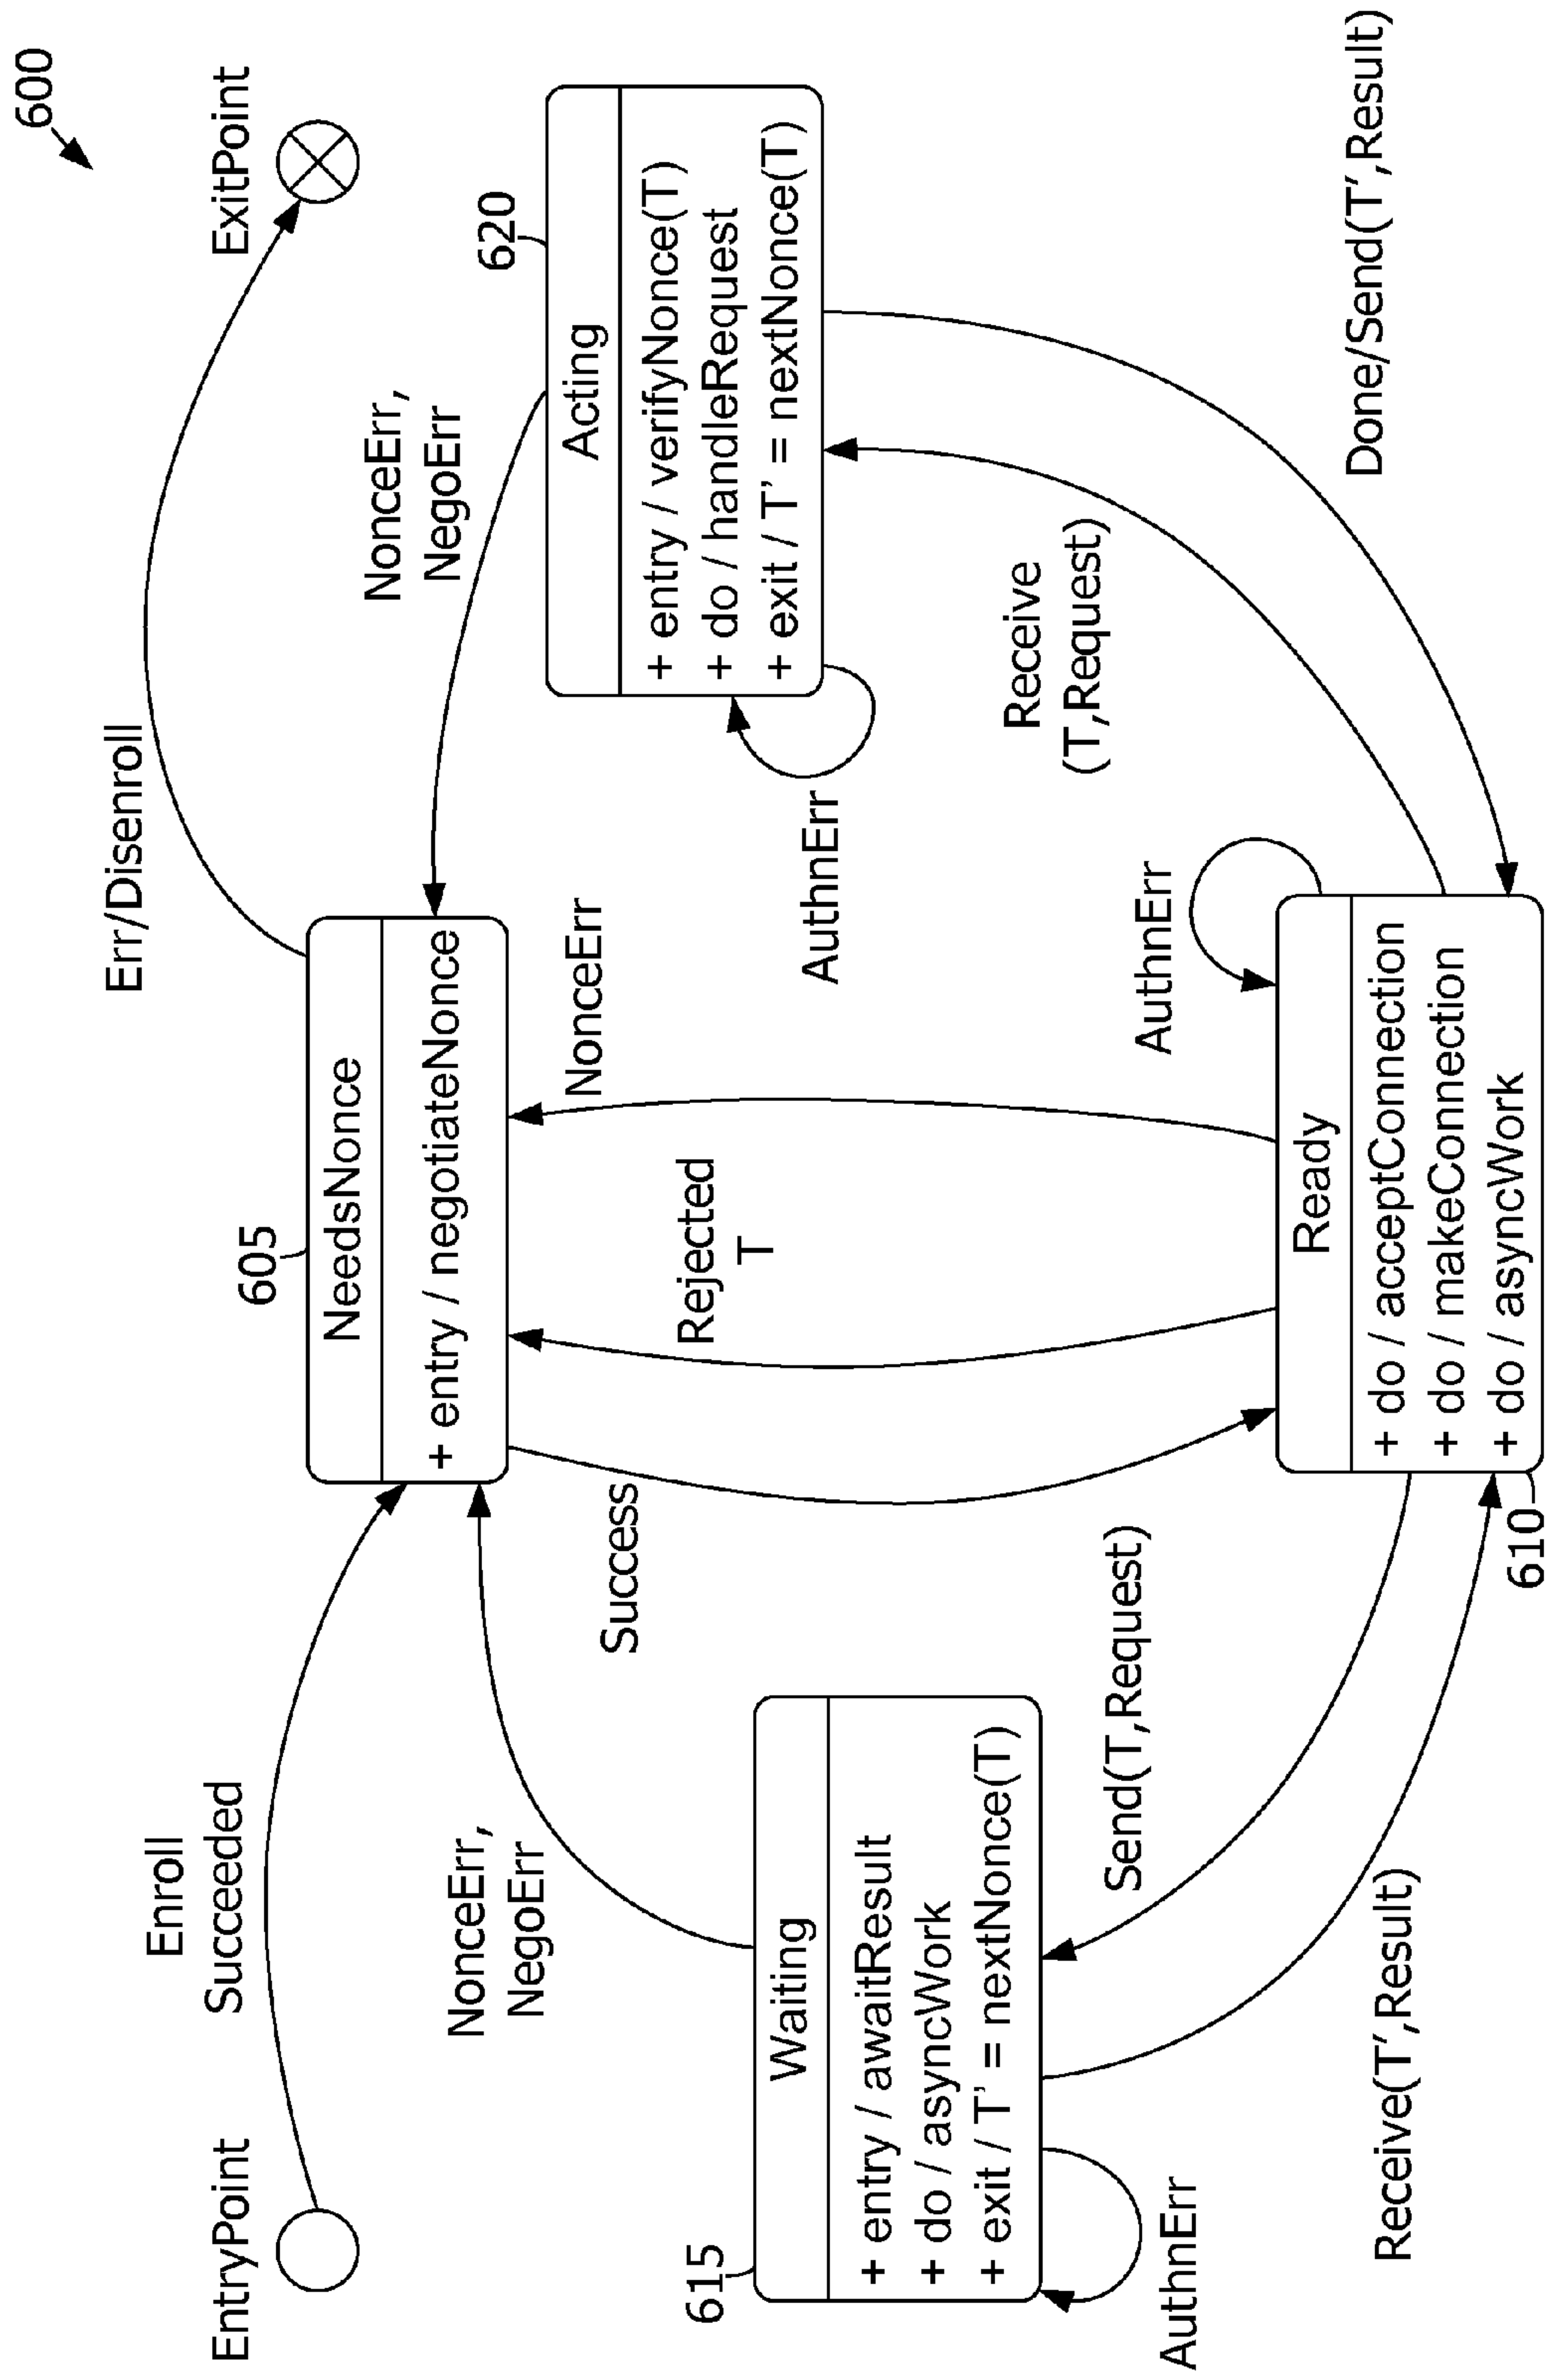 600
EntryPoint
Enroll
Succeeded
Err/Disenroll
ExitPoint
605
NeedsNonce
+ entry / negotiateNonce
NonceErr,
NegoErr
NonceErr,
NegoErr
620
Acting
+ entry / verifyNonce(T)
+ do / handleRequest
+ exit / T' = nextNonce(T)
Success
Rejected
T
NonceErr
AuthnErr
615
Waiting
+ entry / awaitResult
+ do / asyncWork
+ exit / T' = nextNonce(T)
AuthnErr
Send(T,Request)
Receive(T',Result)
AuthnErr
Receive
(T,Request)
Done/Send(T',Result)
Ready
+ do / acceptConnection
+ do / makeConnection
+ do / asyncWork
610